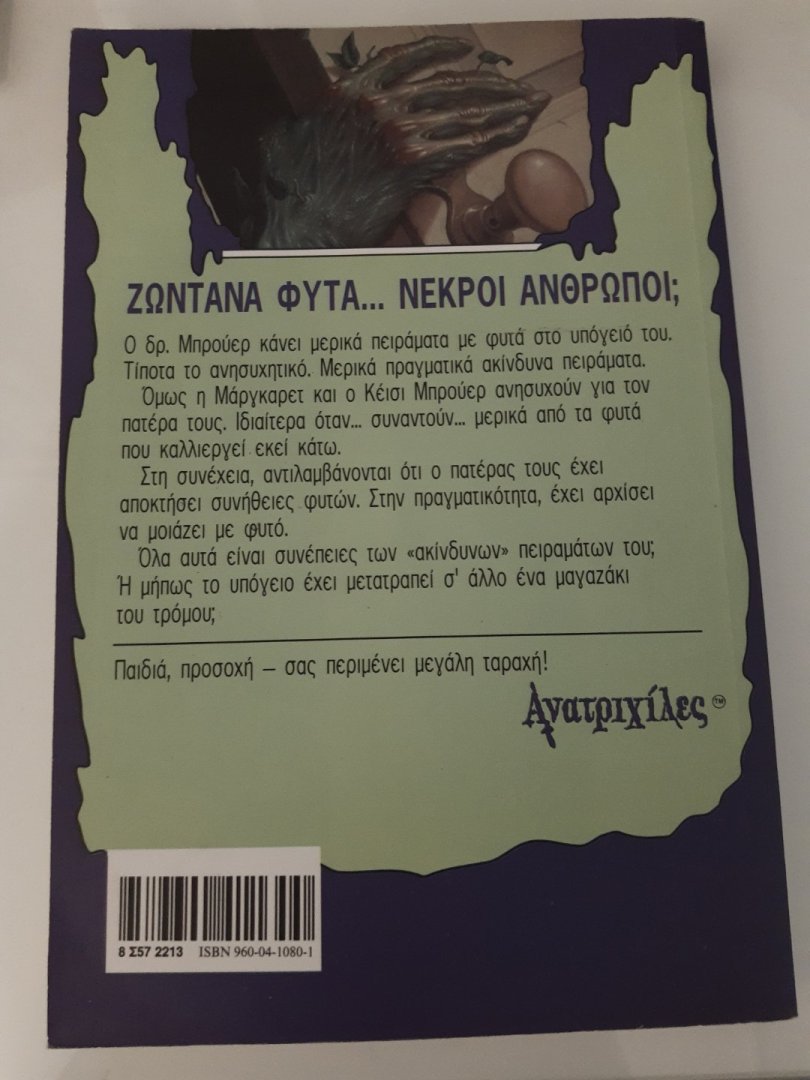 ΖΩΝΤΑΝΑ ΦΥΤΑ... ΝΕΚΡΟΙ ΑΝΘΡΩΠΟΙ;
Ο δρ. Μπρούερ κάνει μερικά πειράματα με φυτά στο υπόγειό του.
Τίποτα το ανησυχητικό. Μερικά πραγματικά ακίνδυνα πειράματα.
Όμως η Μάργκαρετ και ο Κέισι Μπρούερ ανησυχούν για τον
πατέρα τους. Ιδιαίτερα όταν... συναντούν... μερικά από τα φυτά
που καλλιεργεί εκεί κάτω.
Στη συνέχεια, αντιλαμβάνονται ότι ο πατέρας τους έχει
αποκτήσει συνήθειες φυτών. Στην πραγματικότητα, έχει αρχίσει
να μοιάζει με φυτό.
Όλα αυτά είναι συνέπειες των «ακίνδυνων» πειραμάτων του;
Ή μήπως το υπόγειο έχει μετατραπεί σ' άλλο ένα μαγαζάκι
του τρόμου;
Παιδιά, προσοχή – σας περιμένει μεγάλη ταραχή!
Ανατριχίλες™
8 Σ57 2213 ISBN 960-04-1080-1